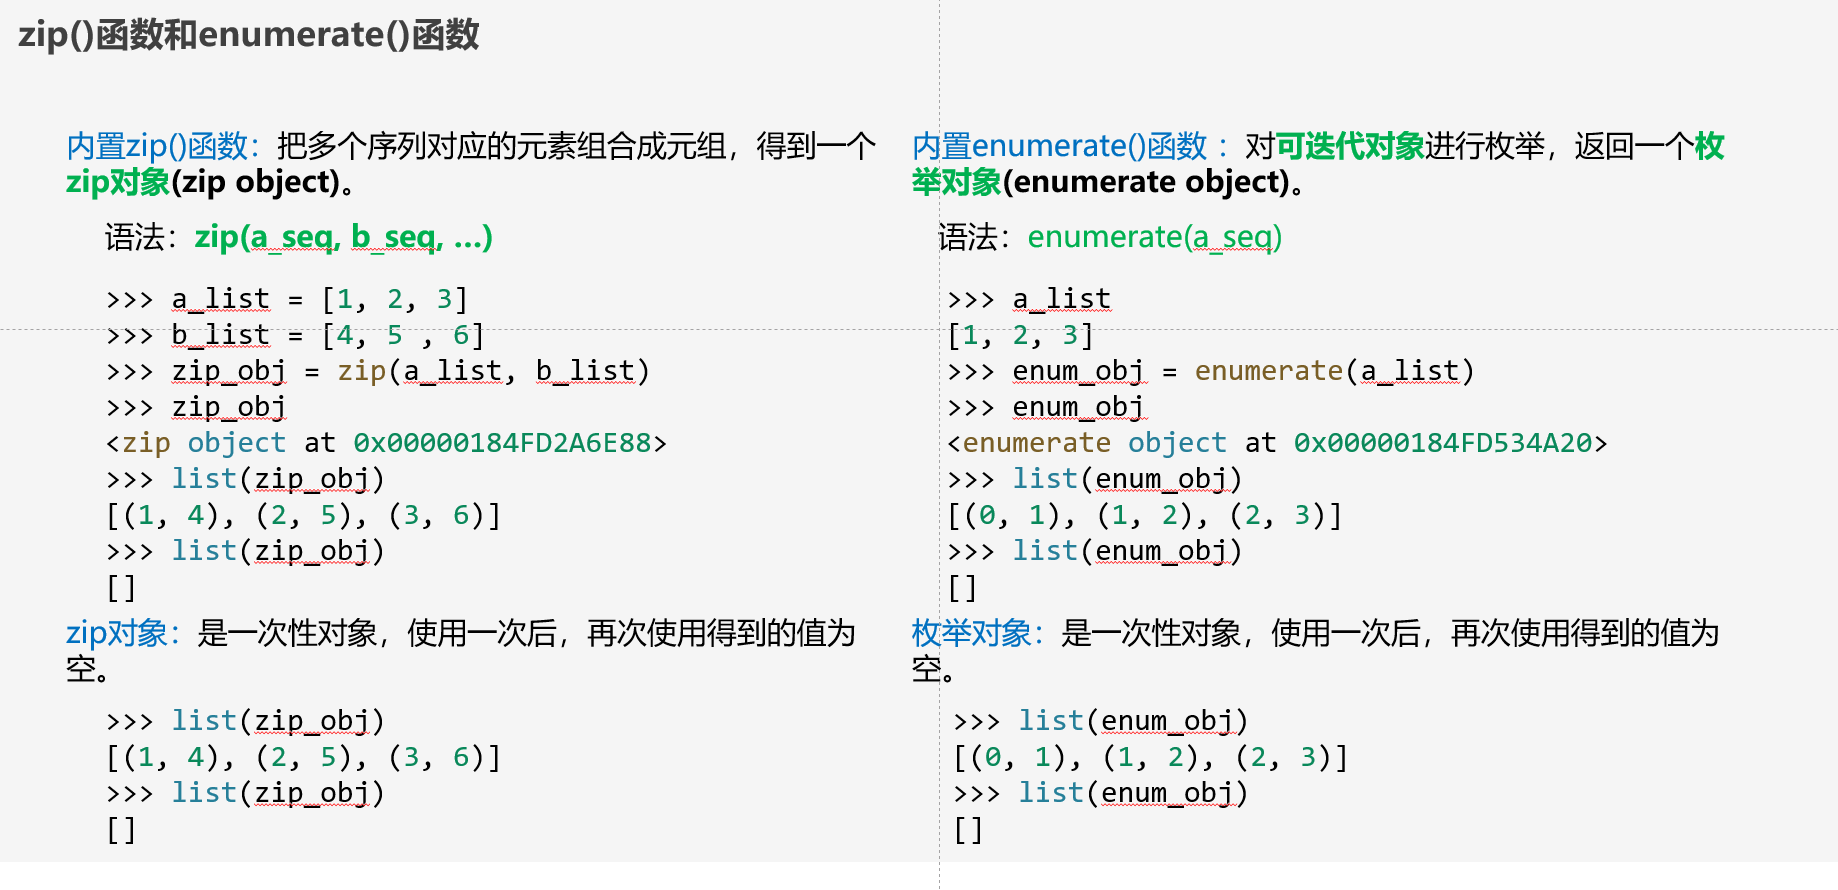 zip()函数和enumerate()函数
内置zip()函数：把多个序列对应的元素组合成元组，得到一个
zip对象(zip object)。
语法：zip(a_seq, b_seq, ...)
>>> a_list = [1, 2, 3]
>>> b_list = [4, 5 , 6]
>>> zip_obj = zip(a_list, b_list)
>>> zip_obj
<zip object at 0x00000184FD2A6E88>
>>> list(zip_obj)
[(1, 4), (2, 5), (3, 6)]
>>> list(zip_obj)
[]
zip对象：是一次性对象，使用一次后，再次使用得到的值为
空。
>>> list(zip_obj)
[(1, 4), (2, 5), (3, 6)]
>>> list(zip_obj)
[]
内置enumerate()函数 ：对可迭代对象进行枚举，返回一个枚
举对象(enumerate object)。
语法：enumerate(a_seq)
>>> a_list
[1, 2, 3]
>>> enum_obj = enumerate(a_list)
>>> enum_obj
<enumerate object at 0x00000184FD534A20>
>>> list(enum_obj)
[(0, 1), (1, 2), (2, 3)]
>>> list(enum_obj)
[]
枚举对象：是一次性对象，使用一次后，再次使用得到的值为
空。
>>> list(enum_obj)
[(0, 1), (1, 2), (2, 3)]
>>> list(enum_obj)
[]